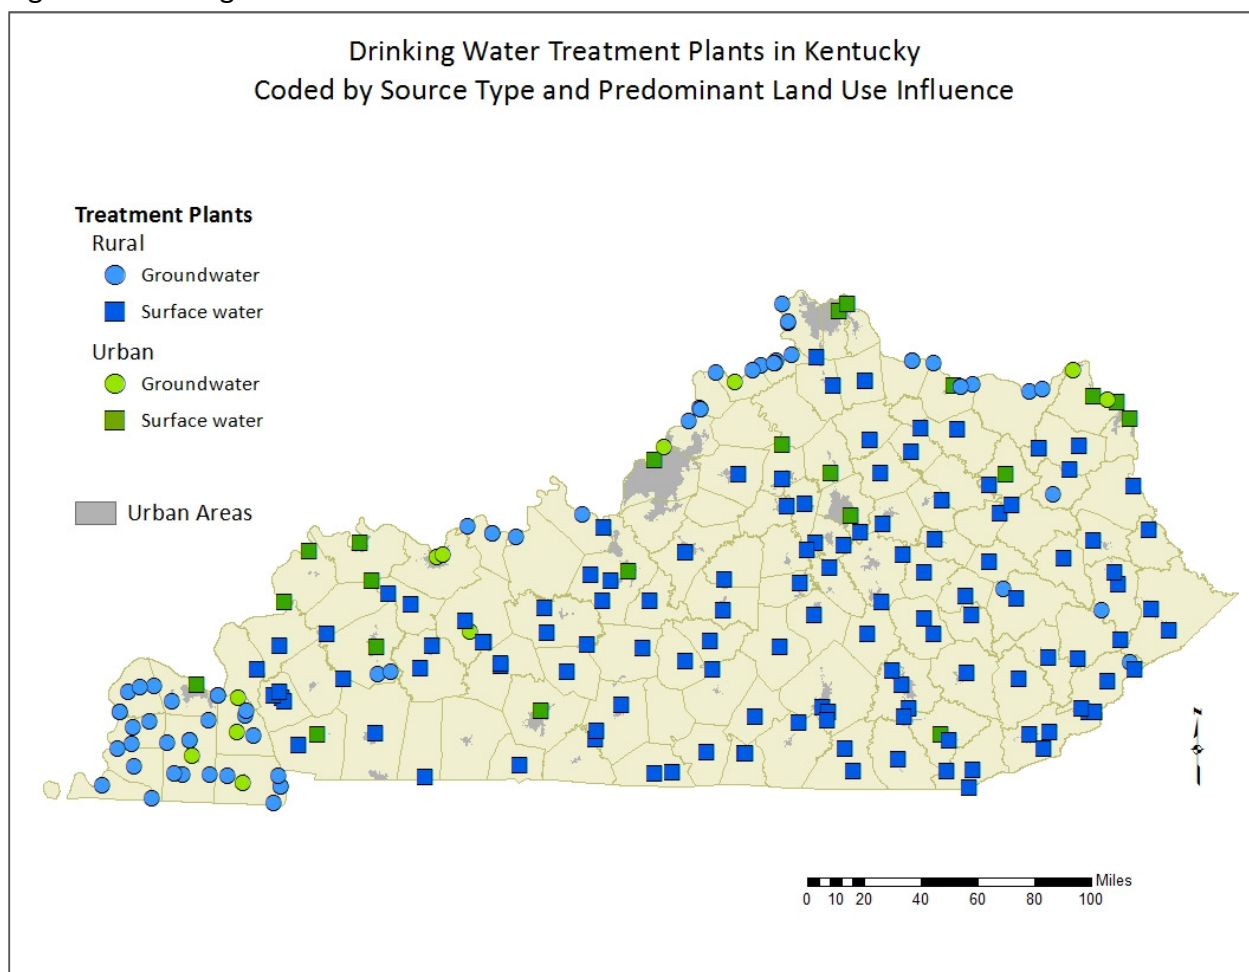 Drinking Water Treatment Plants in Kentucky
Coded by Source Type and Predominant Land Use Influence
Treatment Plants
Rural
Groundwater
Surface water
Urban
Groundwater
Surface water
Urban Areas
Miles
0 10 20 40 60 80 100